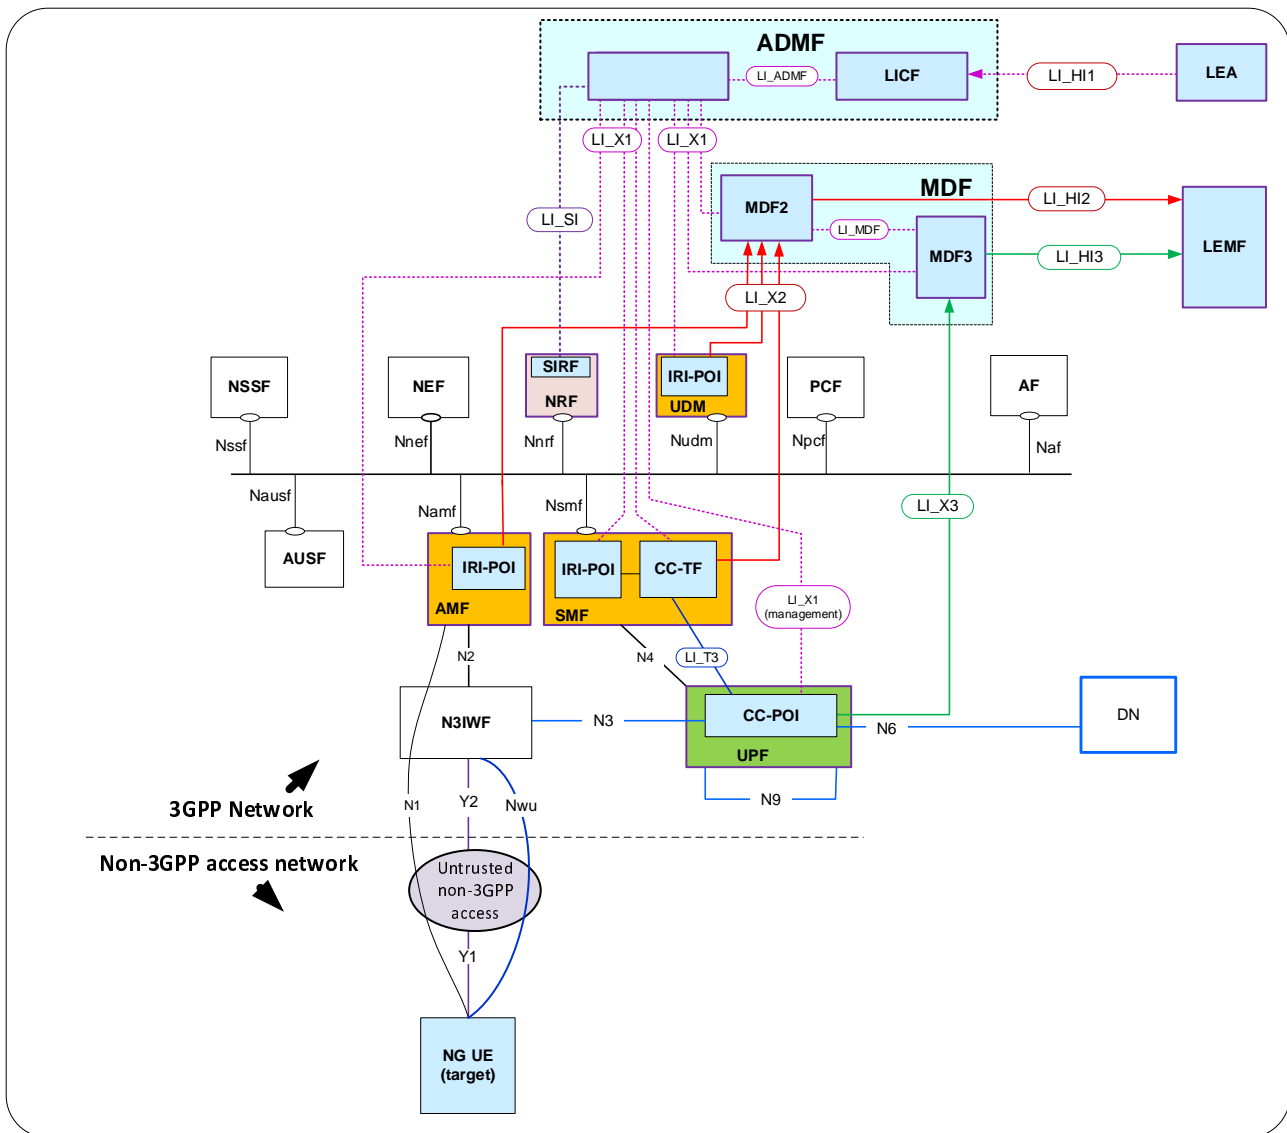 ADMF
LI_ADMF
LICF
LI_HI1
LEA
LI_X1
LI_X1
MDF
MDF2
LI_HI2
LI_SI
LI_MDF
LEMF
MDF3
LI_HI3
LI_X2
NSSF
NEF
SIRF
NRF
IRI-POI
UDM
PCF
AF
Nssf
Nnef
Nnrf
Nudm
Npcf
Naf
Nausf
Namf
Nsmf
LI_X3
AUSF
IRI-POI
AMF
IRI-POI
CC-TF
SMF
LI_X1
(management)
N2
N4
LI_T3
N3IWF
N3
CC-POI
UPF
N6
DN
N9
3GPP Network
N1
Y2
Nwu
Non-3GPP access network
Untrusted
non-3GPP
access
Y1
NG UE
(target)